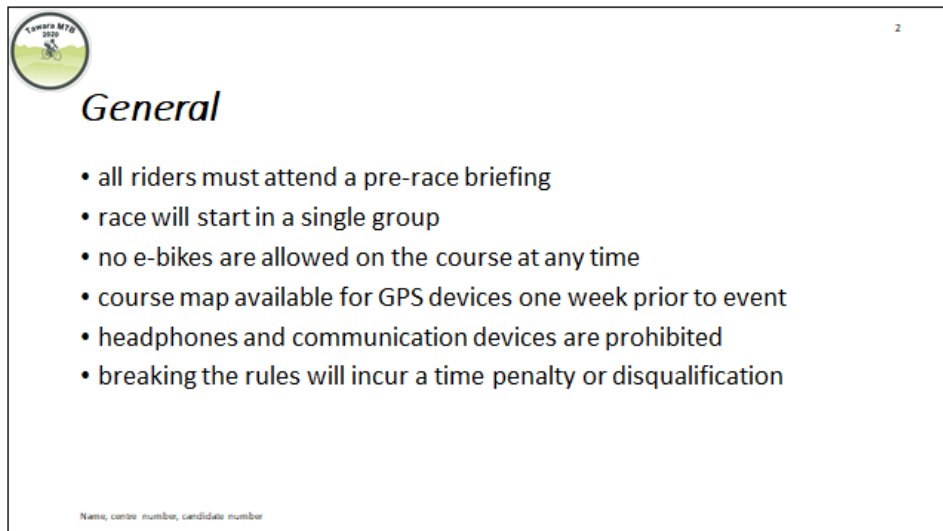 Tawara MTB
2020
2
General
• all riders must attend a pre-race briefing
• race will start in a single group
• no e-bikes are allowed on the course at any time
• course map available for GPS devices one week prior to event
• headphones and communication devices are prohibited
• breaking the rules will incur a time penalty or disqualification
Name, centre number, candidate number